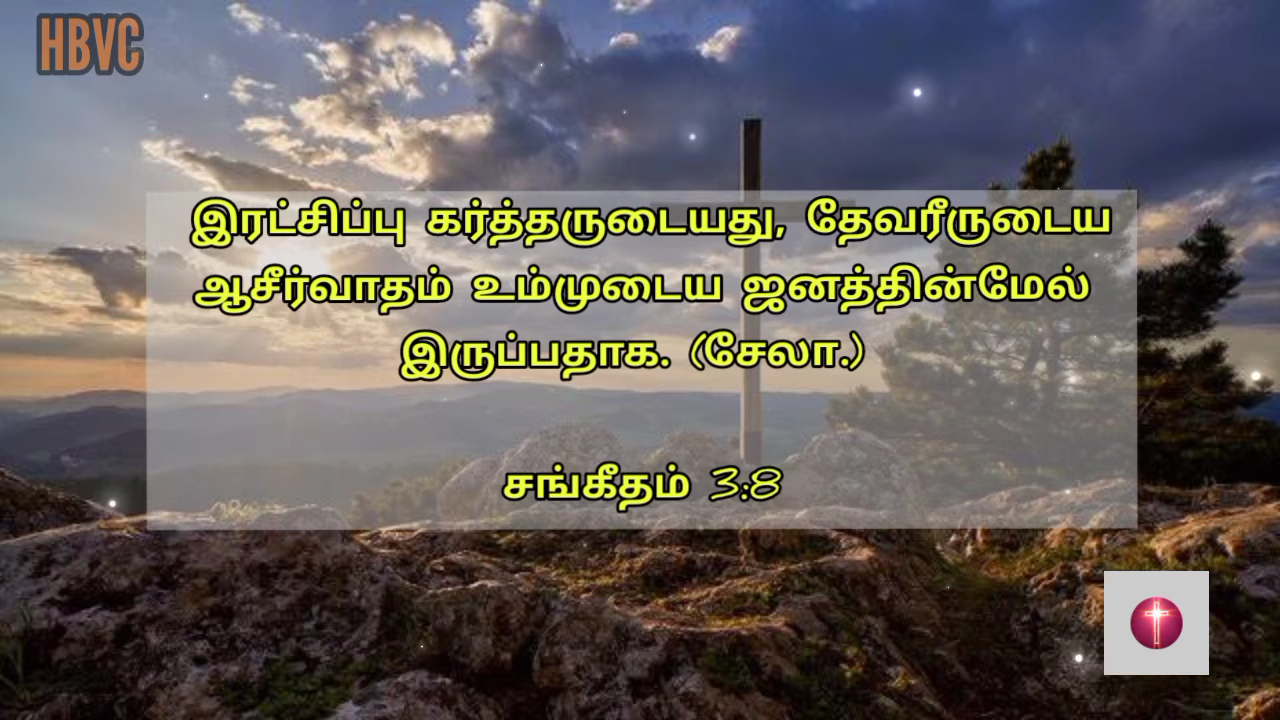 HBVC
இரட்சிப்பு கர்த்தருடையது, தேவரீருடைய
ஆசீர்வாதம் உம்முடைய ஜனத்தின்மேல்
இருப்பதாக. (சேலா.)
சங்கீதம் 3:8